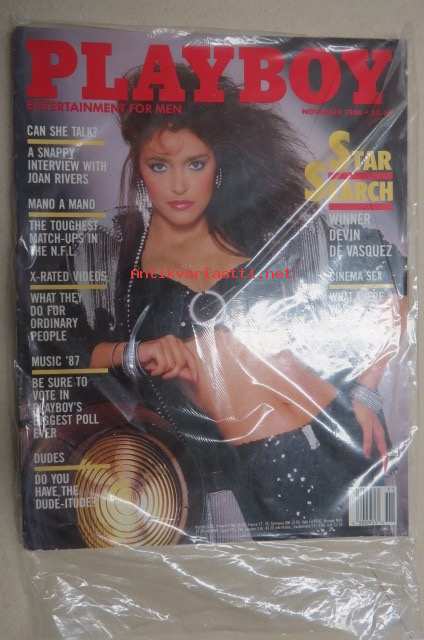 PLAYBOY
ENTERTAINMENT FOR MEN
NOVEMBER 1986
CAN SHE TALK?
A SNAPPY
INTERVIEW WITH
JOAN RIVERS
MANO A MANO
THE TOUGHEST
MATCH-UPS IN
THE N.F.L.
X-RATED VIDEOS
WHAT THEY
DO FOR
ORDINARY
PEOPLE
MUSIC '87
BE SURE TO
VOTE IN
PLAYBOY'S
BIGGEST POLL
EVER
DUDES
DO YOU
HAVE THE
DUDE-ITUDE?
STAR
SEARCH
WINNER
DEVIN
DE VASQUEZ
CINEMA SEX
Antikvariaatti.net